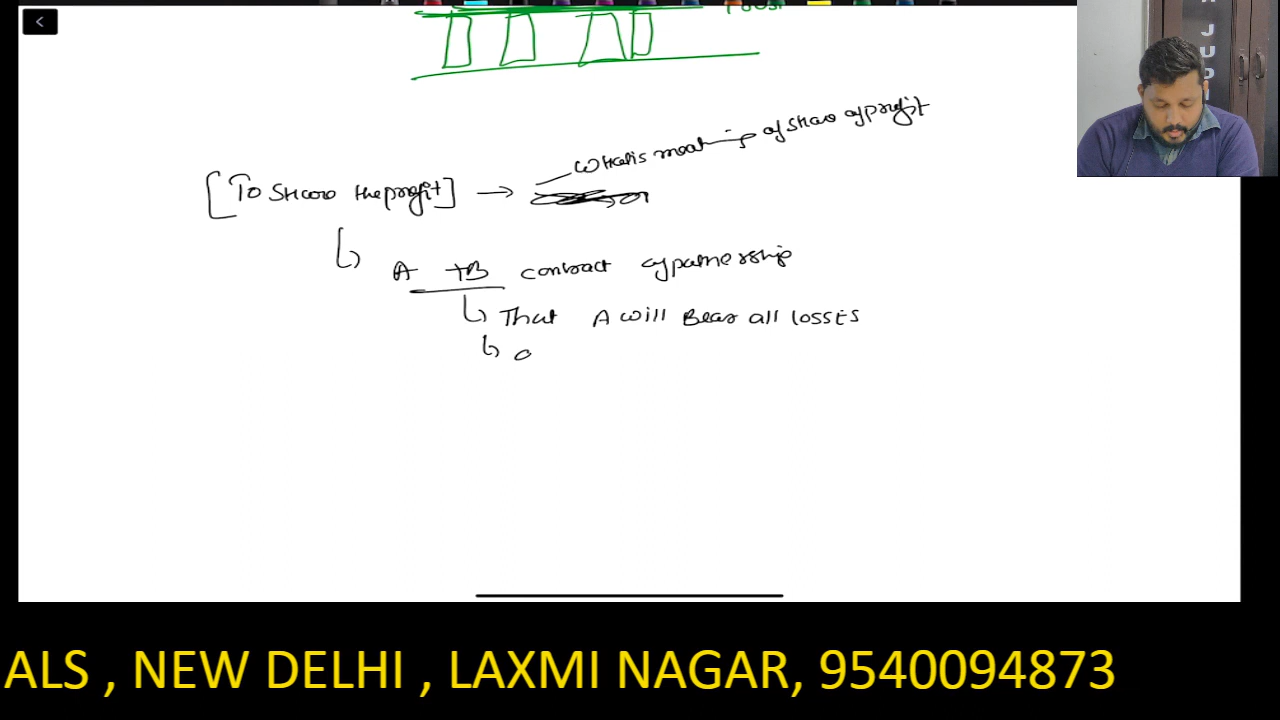 What is meaning of Share of profit
[To Share the profit] →
A + B contract of partnership
That A will Bear all losses
ALS , NEW DELHI , LAXMI NAGAR, 9540094873